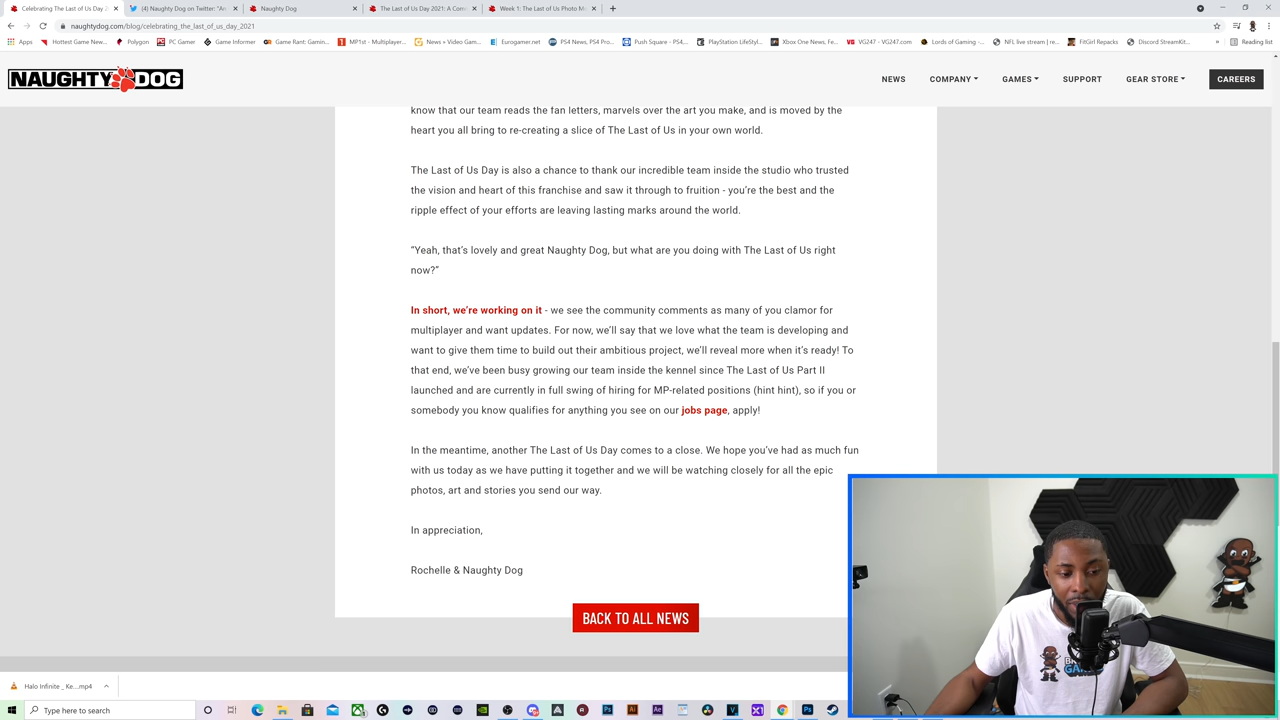 Celebrating The Last of Us Day 2
(4) Naughty Dog on Twitter: "Ar
Naughty Dog
The Last of Us Day 2021: A Com
Week 1: The Last of Us Photo M
naughtydog.com/blog/celebrating_the_last_of_us_day_2021
Apps
Hottest Game New...
Polygon
PC Gamer
Game Informer
Game Rant: Gamin...
MP1st - Multiplayer...
News » Video Gam...
Eurogamer.net
PS4 News, PS4 Pro...
Push Square - PS4,...
PlayStation LifeStyl...
Xbox One News, Fe...
VG247 - VG247.com
Lords of Gaming –...
NFL live stream | re...
FitGirl Repacks
Discord StreamKit...
»
Reading list
NAUGHTY DOG
NEWS
COMPANY
GAMES
SUPPORT
GEAR STORE
CAREERS
know that our team reads the fan letters, marvels over the art you make, and is moved by the
heart you all bring to re-creating a slice of The Last of Us in your own world.
The Last of Us Day is also a chance to thank our incredible team inside the studio who trusted
the vision and heart of this franchise and saw it through to fruition - you're the best and the
ripple effect of your efforts are leaving lasting marks around the world.
“Yeah, that's lovely and great Naughty Dog, but what are you doing with The Last of Us right
now?”
In short, we're working on it - we see the community comments as many of you clamor for
multiplayer and want updates. For now, we'll say that we love what the team is developing and
want to give them time to build out their ambitious project, we'll reveal more when it's ready! To
that end, we've been busy growing our team inside the kennel since The Last of Us Part II
launched and are currently in full swing of hiring for MP-related positions (hint hint), so if you or
somebody you know qualifies for anything you see on our jobs page, apply!
In the meantime, another The Last of Us Day comes to a close. We hope you've had as much fun
with us today as we have putting it together and we will be watching closely for all the epic
photos, art and stories you send our way.
In appreciation,
Rochelle & Naughty Dog
BACK TO ALL NEWS
Halo Infinite _ Ke....mp4
Type here to search